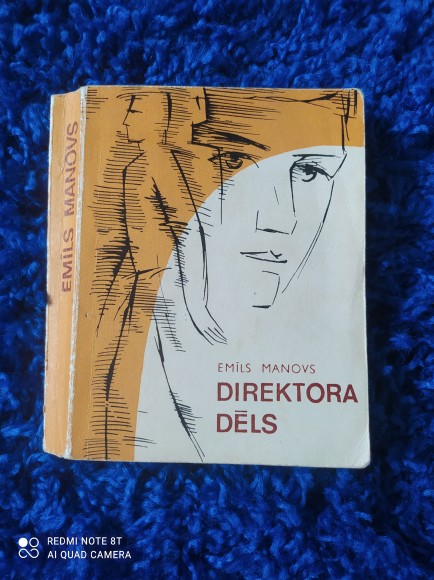 EMĪLS MANOVS
EMĪLS MANOVS
DIREKTORA
DĒLS
REDMI NOTE 8T
AI QUAD CAMERA